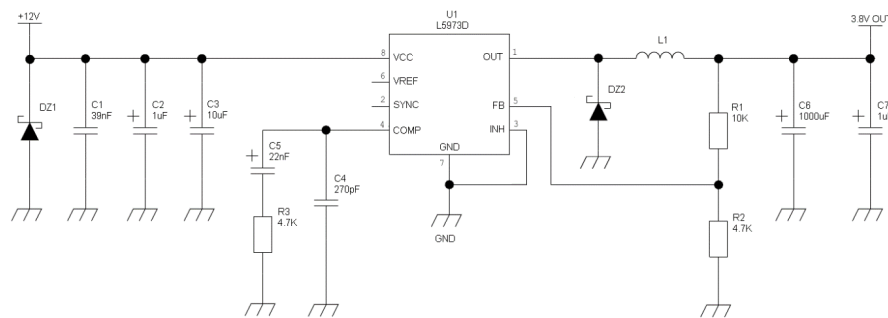 +12V
U1
L5973D
3.8V OUT
8
VCC
OUT
1
L1
6
VREF
DZ1
C1
39nF
C2
1uF
C3
10uF
2
SYNC
FB
5
DZ2
R1
10K
C6
1000uF
C7
4
COMP
INH
3
GND
7
C5
22nF
C4
270pF
R3
4.7K
R2
4.7K
GND